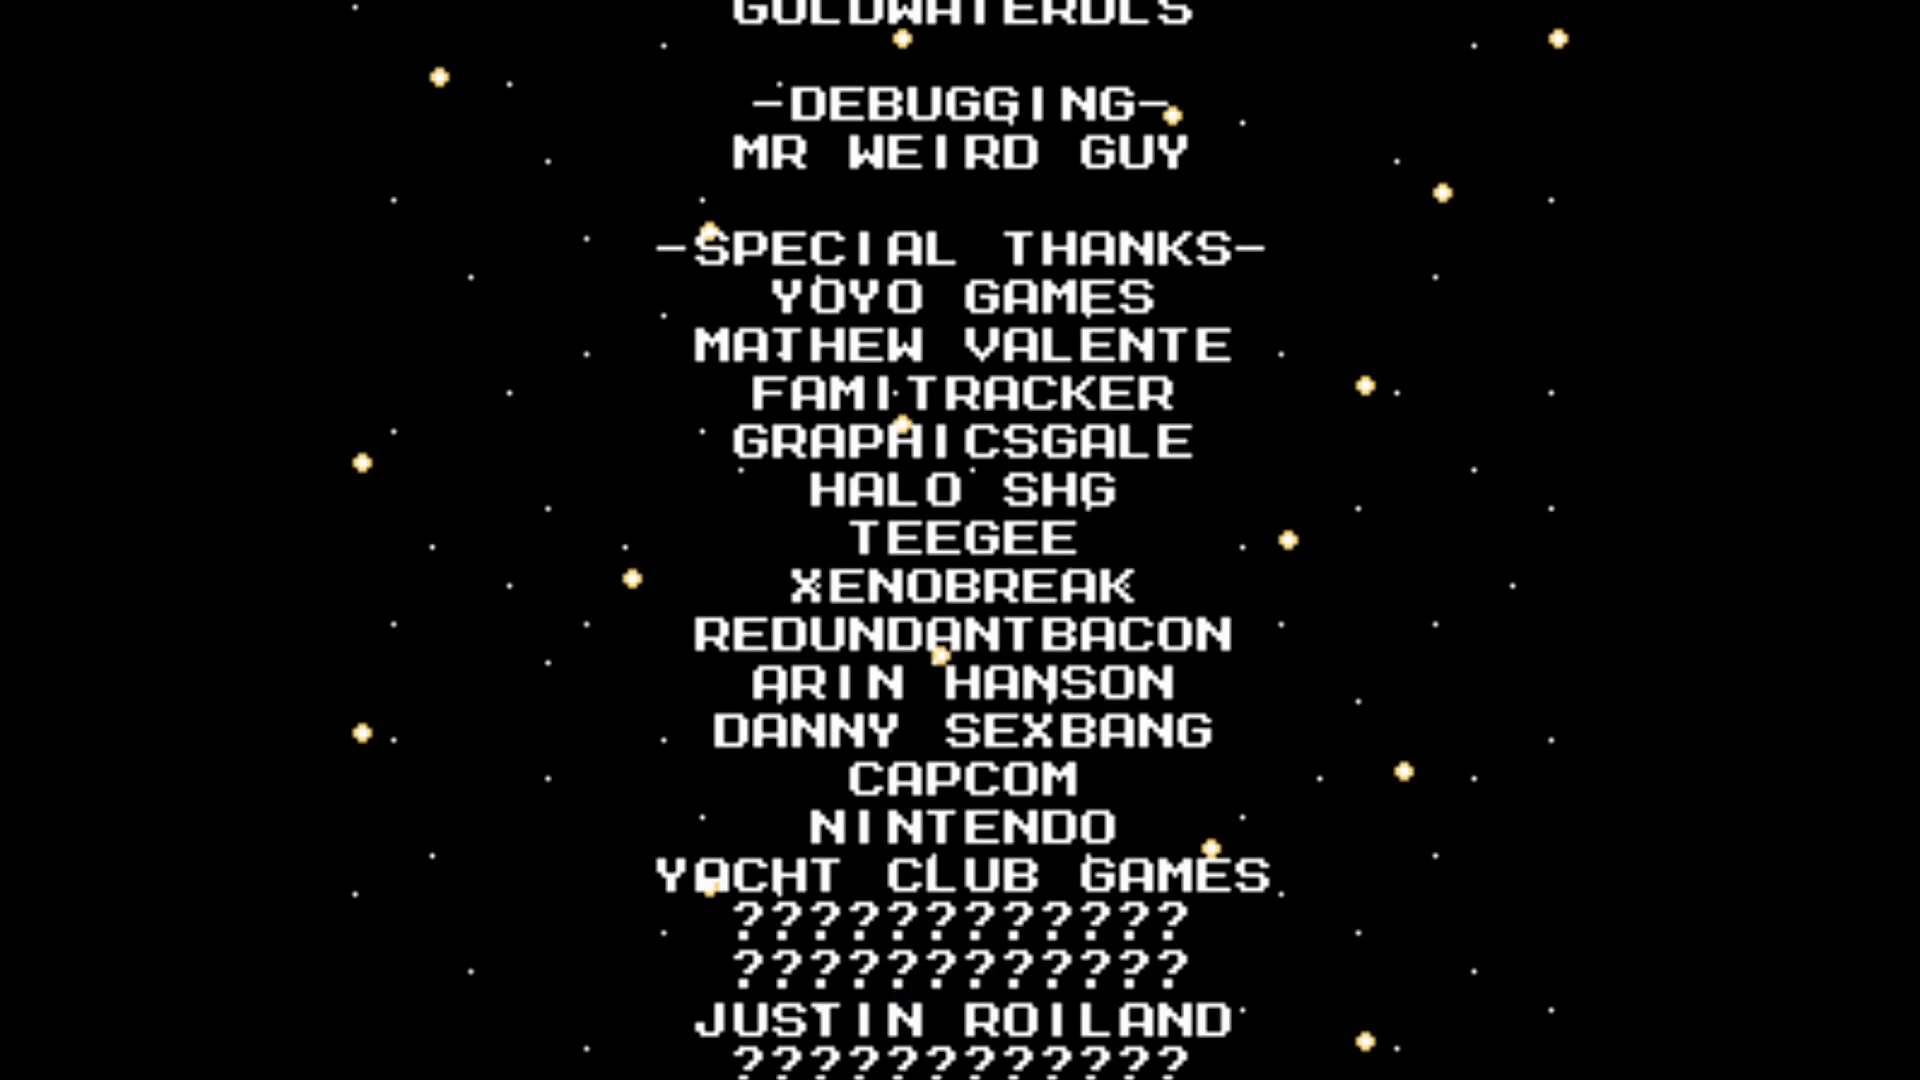 GOLDWATERDLS
-DEBUGGING-
MR WEIRD GUY
-SPECIAL THANKS-
YOYO GAMES
MATHEW VALENTE
FAMITRACKER
GRAPHICSGALE
HALO SHG
TEEGEE
XENOBREAK
REDUNDANTBACON
ARIN HANSON
DANNY SEXBANG
CAPCOM
NINTENDO
YACHT CLUB GAMES
????????????
????????????
JUSTIN ROILAND
????????????